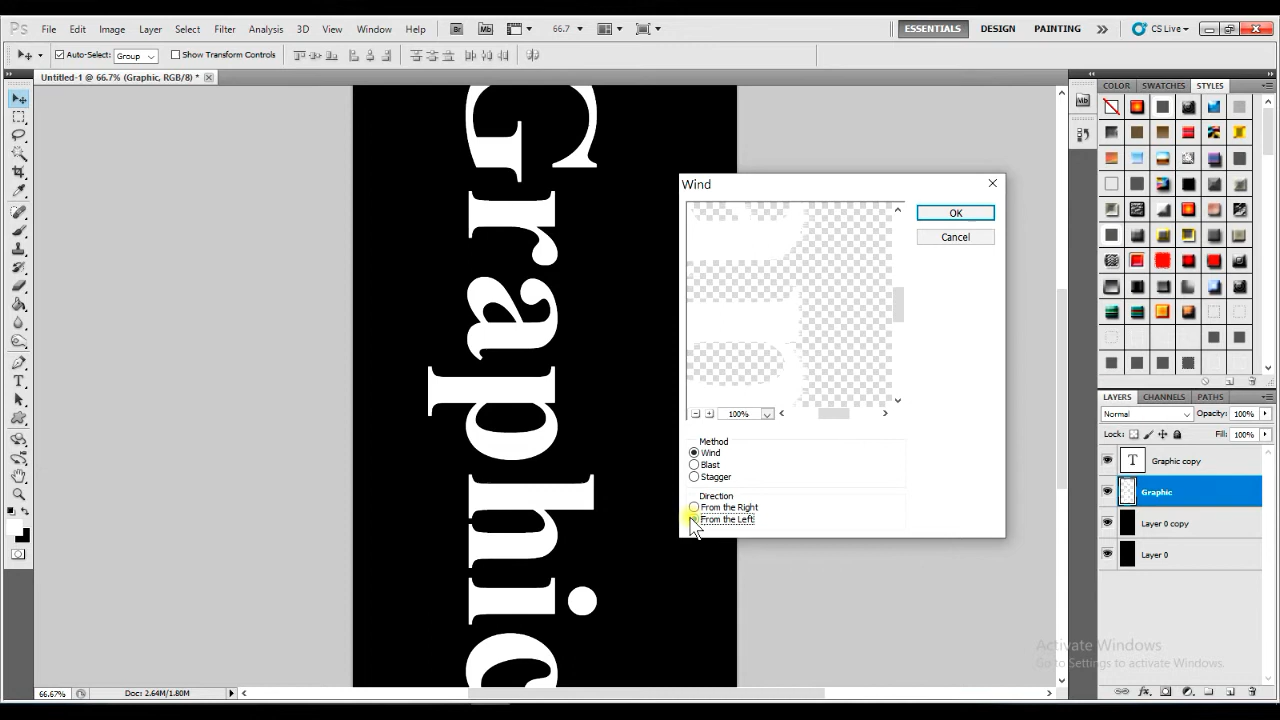 Ps File Edit Image Layer Select Filter Analysis 3D View Window Help Br Mb 66.7 ESSENTIALS DESIGN PAINTING CS Live
Auto-Select: Group Show Transform Controls
Untitled-1 @ 66.7% (Graphic, RGB/8) *
COLOR SWATCHES STYLES
Mb
Graphic
Wind
OK
Cancel
100%
Method
Wind
Blast
Stagger
Direction
From the Right
From the Left
LAYERS CHANNELS PATHS
Normal Opacity: 100%
Lock: Fill: 100%
T Graphic copy
Graphic
Layer 0 copy
Layer 0
Activate Windows
Go to Settings to activate Windows.
66.67% Doc: 2.64M/1.80M